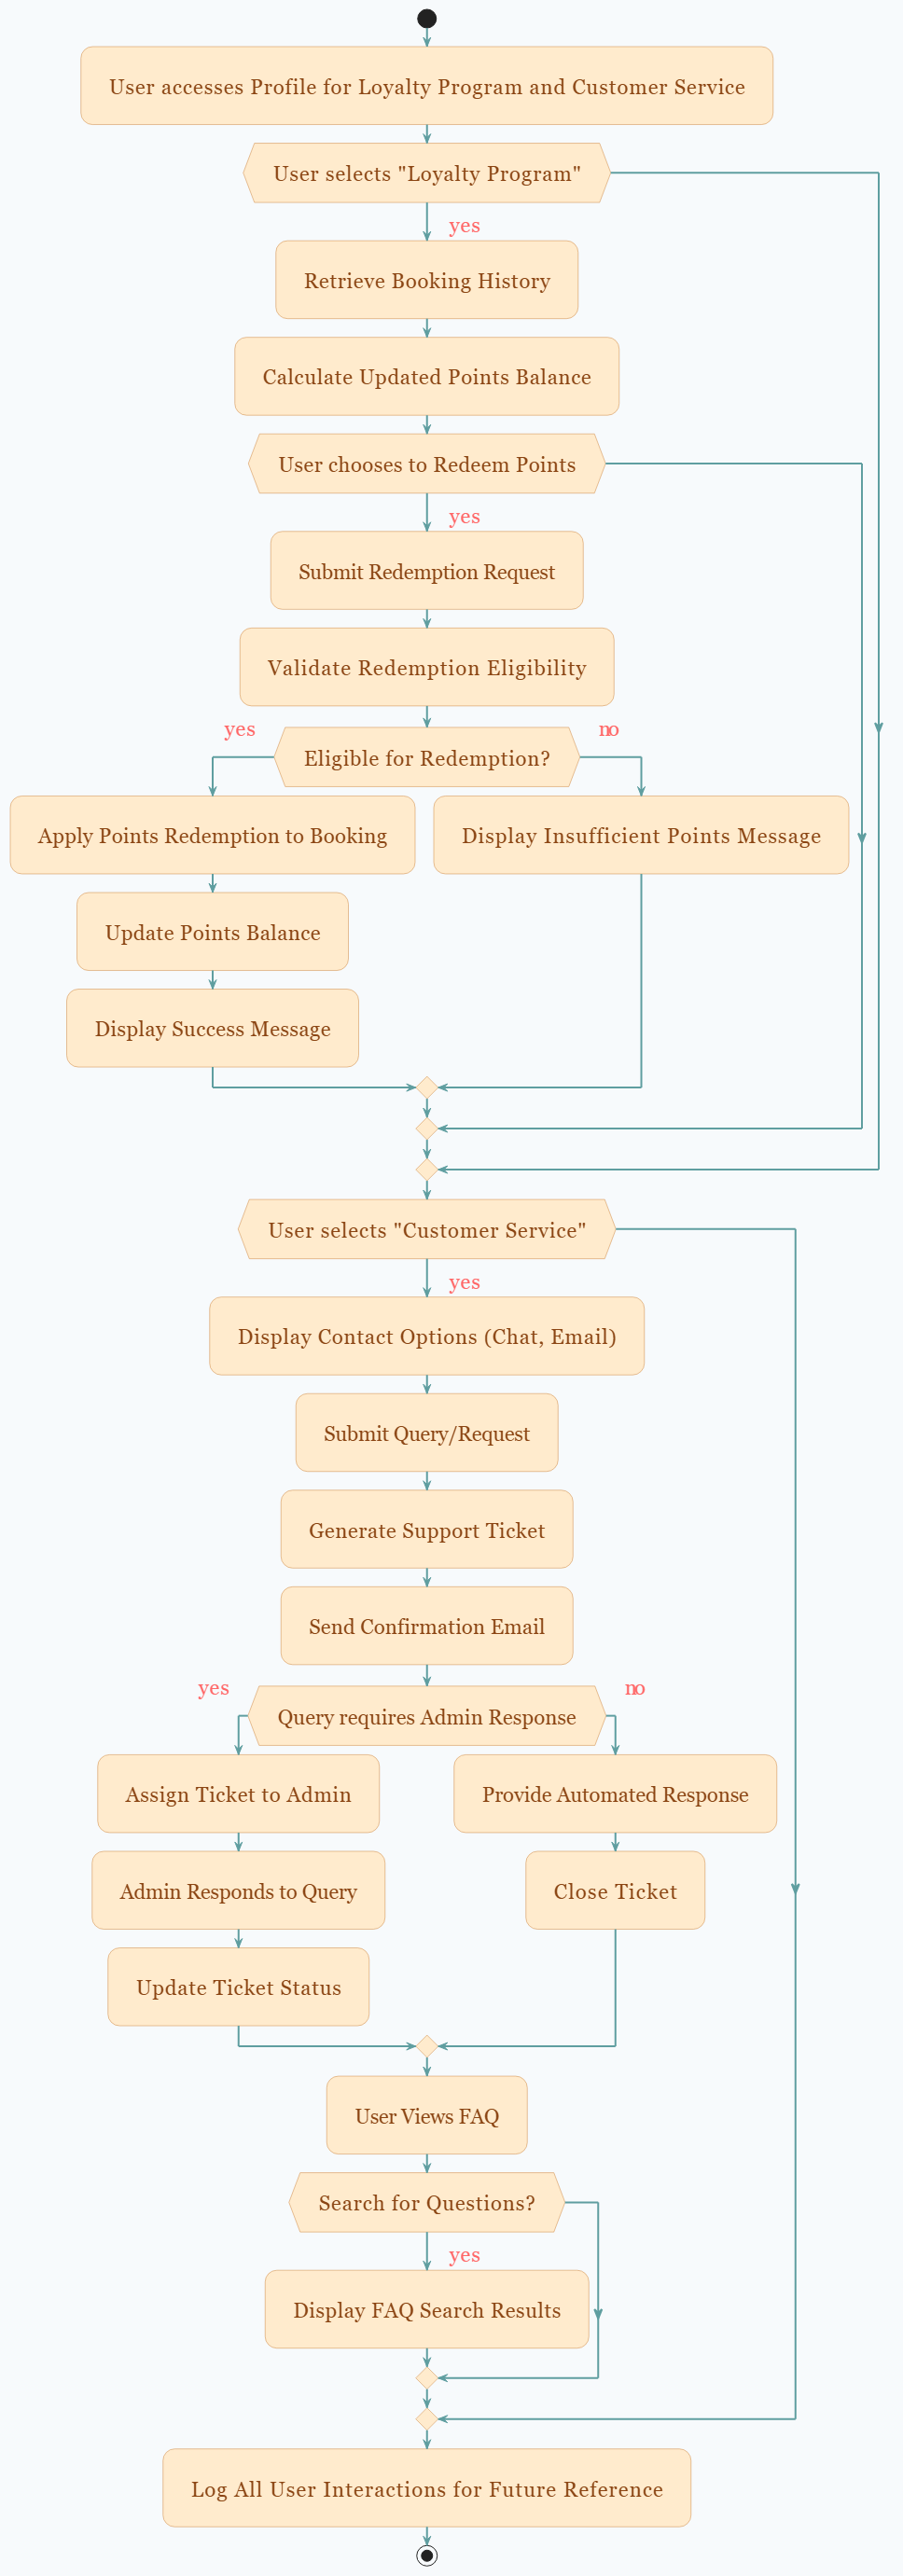 User accesses Profile for Loyalty Program and Customer Service
User selects "Loyalty Program"
yes
Retrieve Booking History
Calculate Updated Points Balance
User chooses to Redeem Points
yes
Submit Redemption Request
Validate Redemption Eligibility
yes
Eligible for Redemption?
no
Apply Points Redemption to Booking
Display Insufficient Points Message
Update Points Balance
Display Success Message
User selects "Customer Service"
yes
Display Contact Options (Chat, Email)
Submit Query/Request
Generate Support Ticket
Send Confirmation Email
yes
Query requires Admin Response
no
Assign Ticket to Admin
Provide Automated Response
Admin Responds to Query
Close Ticket
Update Ticket Status
User Views FAQ
Search for Questions?
yes
Display FAQ Search Results
Log All User Interactions for Future Reference